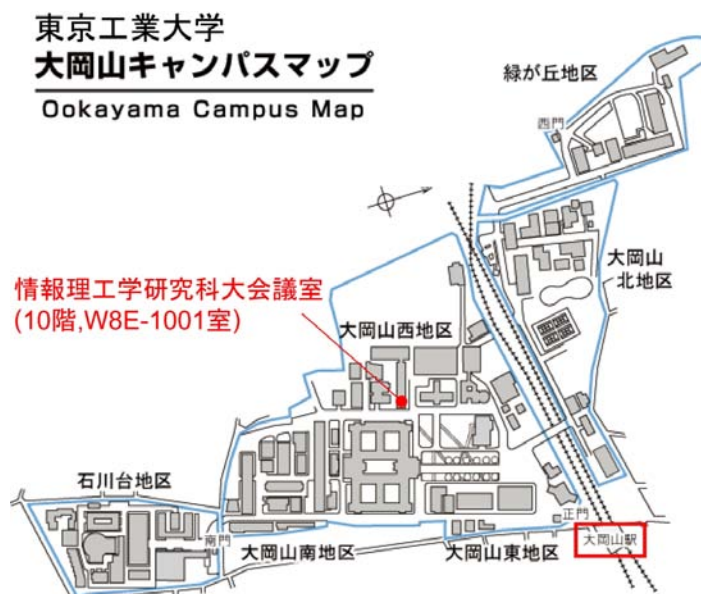 東京工業大学
大岡山キャンパスマップ
Ookayama Campus Map
緑が丘地区
西門
大岡山
北地区
情報理工学研究科大会議室
(10階,W8E-1001室)
大岡山西地区
石川台地区
南門
大岡山南地区
大岡山東地区
正門
大岡山駅